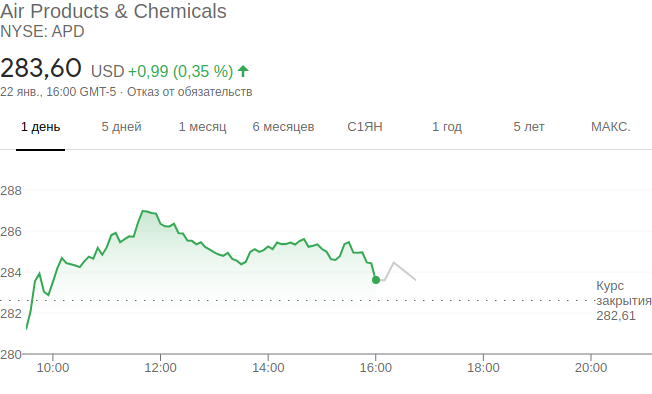 Air Products & Chemicals
NYSE: APD
283,60 USD +0,99 (0,35 %)
22 янв., 16:00 GMT-5 · Отказ от обязательств
1 день 5 дней 1 месяц 6 месяцев С1ЯН 1 год 5 лет МАКС.
288
286
284
282
280
Курс
закрытия
282,61
10:00 12:00 14:00 16:00 18:00 20:00